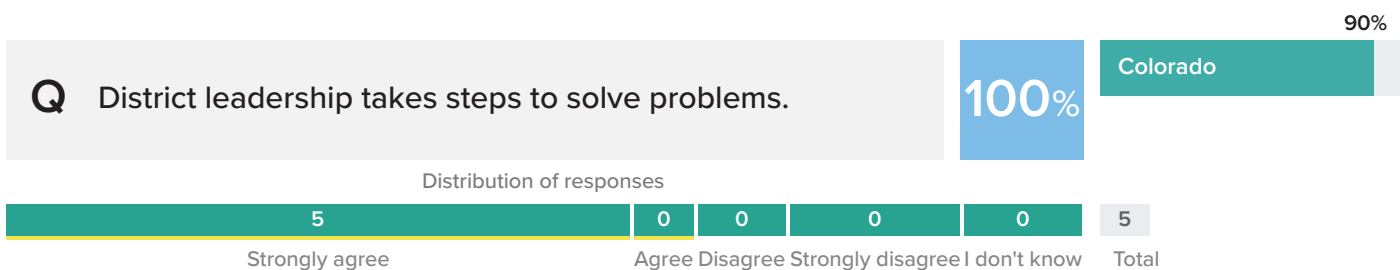 90%
Q District leadership takes steps to solve problems.
100%
Colorado
Distribution of responses
5 0 0 0 0 5
Strongly agree Agree Disagree Strongly disagree I don't know Total